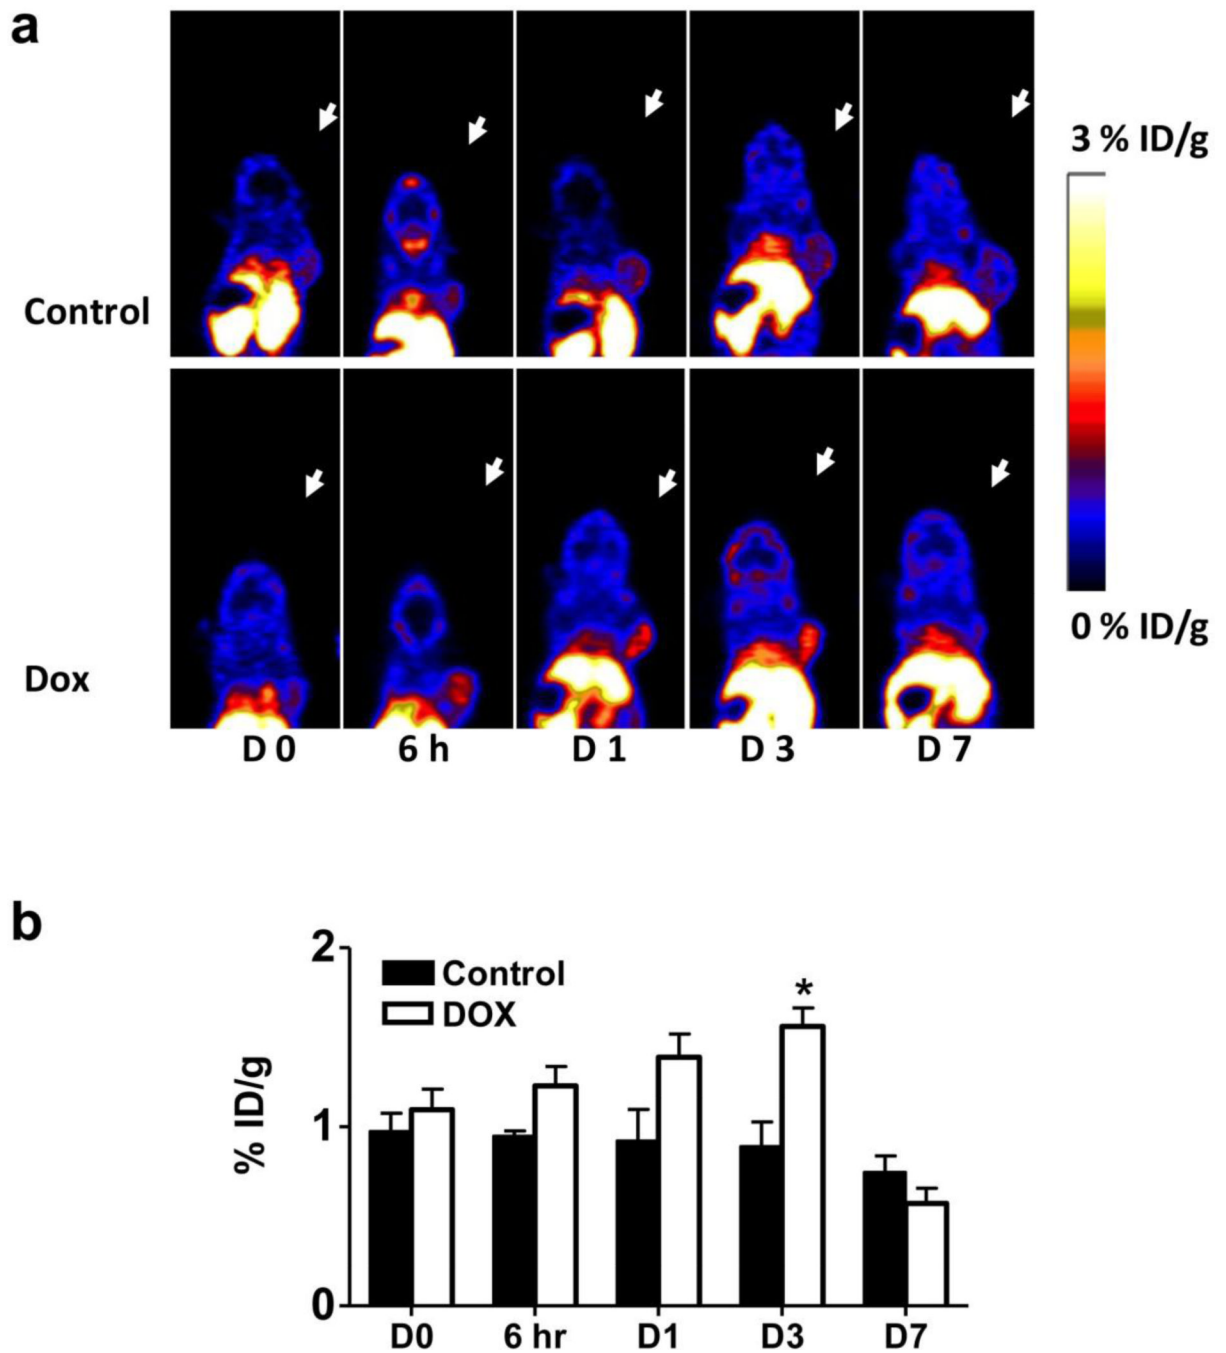 a
3 % ID/g
Control
0 % ID/g
Dox
D 0 6 h D 1 D 3 D 7
b
2
Control
DOX
*
% ID/g
1
0
D0 6 hr D1 D3 D7